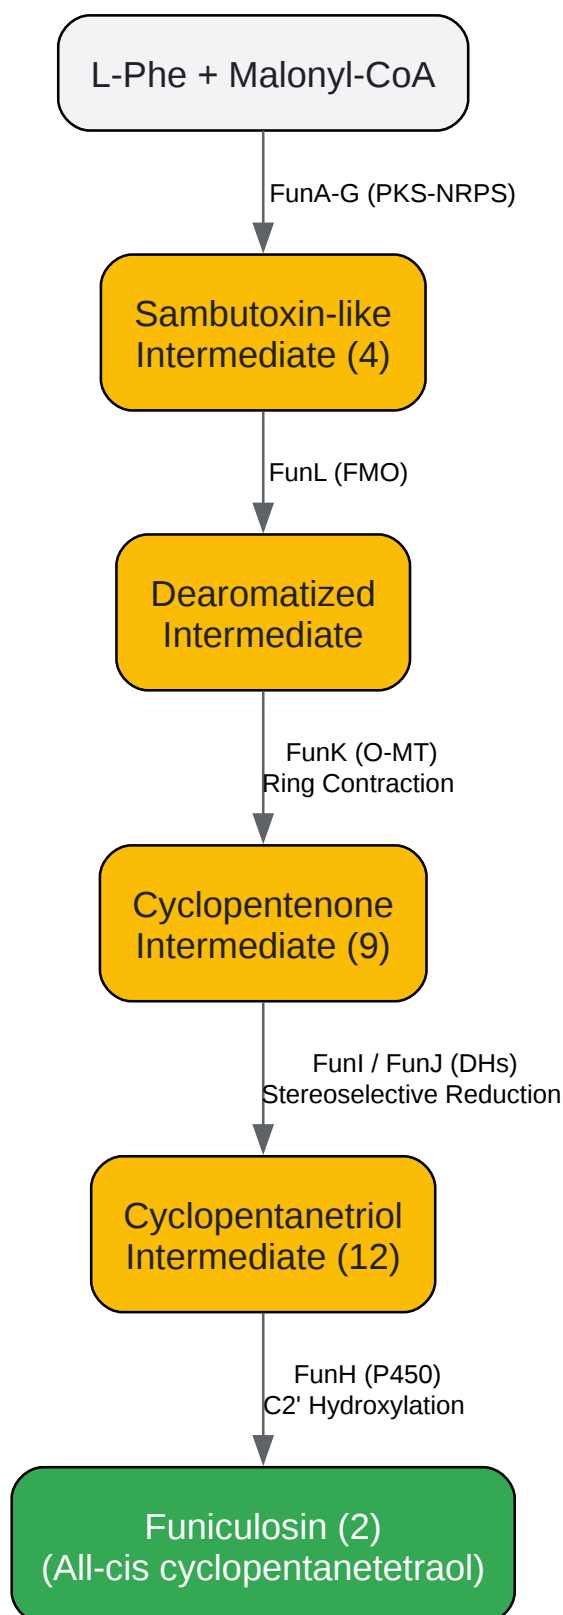 L-Phe + Malonyl-CoA
FunA-G (PKS-NRPS)
Sambutoxin-like
Intermediate (4)
FunL (FMO)
Dearomatized
Intermediate
FunK (O-MT)
Ring Contraction
Cyclopentenone
Intermediate (9)
FunI / FunJ (DHs)
Stereoselective Reduction
Cyclopentanetriol
Intermediate (12)
FunH (P450)
C2' Hydroxylation
Funiculosin (2)
(All-cis cyclopentanetetraol)